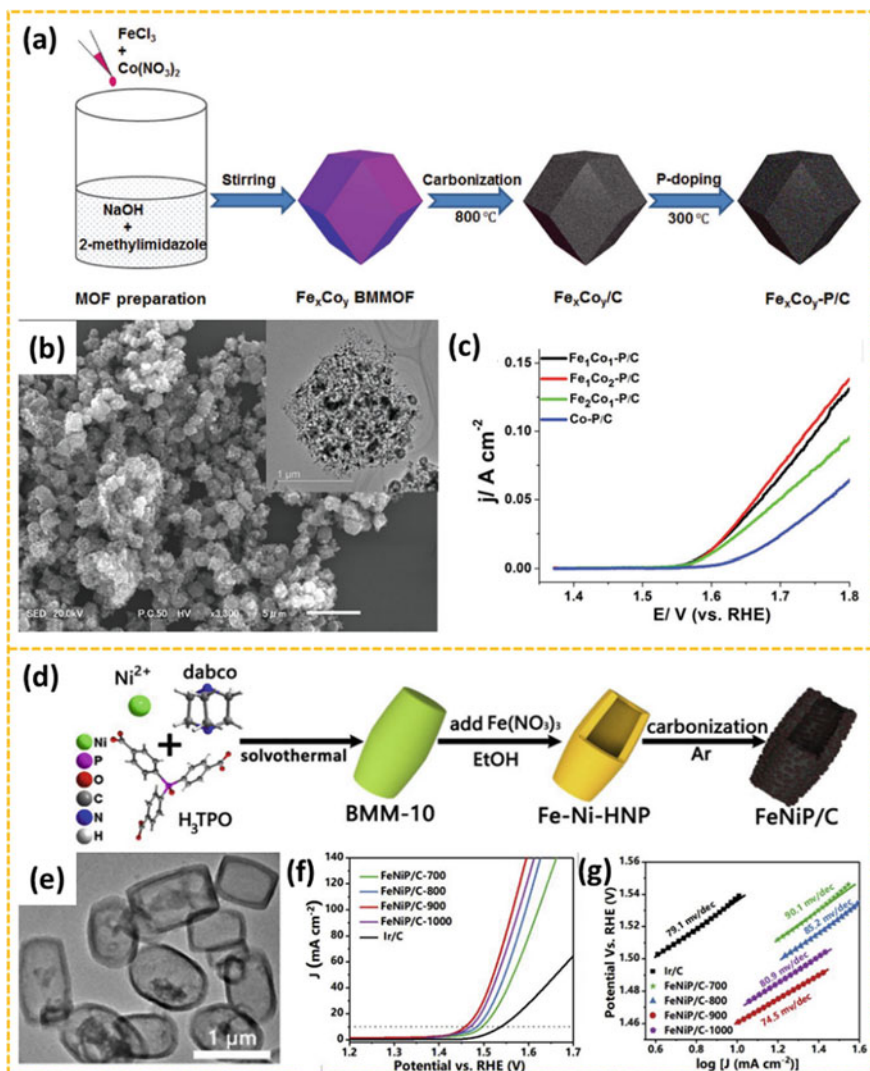 (a)
FeCl₃
+
Co(NO₃)₂
NaOH
+
2-methylimidazole
Stirring
Carbonization
800 ℃
P-doping
300 ℃
MOF preparation
FeₓCoᵧ BMMOF
FeₓCoᵧ/C
FeₓCoᵧ-P/C
(b)
1 μm
SED 20.0kV P.C.50 HV x3,300 5 μm
(c)
Fe₁Co₁-P/C
Fe₁Co₂-P/C
Fe₂Co₁-P/C
Co-P/C
j/ A cm⁻²
0.15
0.10
0.05
0.00
1.4 1.5 1.6 1.7 1.8
E/ V (vs. RHE)
(d)
Ni²⁺
dabco
Ni
P
O
C
N
H
+
H₃TPO
solvothermal
BMM-10
add Fe(NO₃)₃
EtOH
Fe-Ni-HNP
carbonization
Ar
FeNiP/C
(e)
1 μm
(f)
FeNiP/C-700
FeNiP/C-800
FeNiP/C-900
FeNiP/C-1000
Ir/C
J (mA cm⁻²)
140
120
100
80
60
40
20
0
1.2 1.3 1.4 1.5 1.6 1.7
Potential vs. RHE (V)
(g)
Potential Vs. RHE (V)
1.56
1.54
1.52
1.50
1.48
1.46
79.1 mv/dec
90.1 mv/dec
85.2 mv/dec
80.9 mv/dec
74.5 mv/dec
Ir/C
FeNiP/C-700
FeNiP/C-800
FeNiP/C-900
FeNiP/C-1000
0.6 0.8 1.0 1.2 1.4 1.6
log [J (mA cm⁻²)]